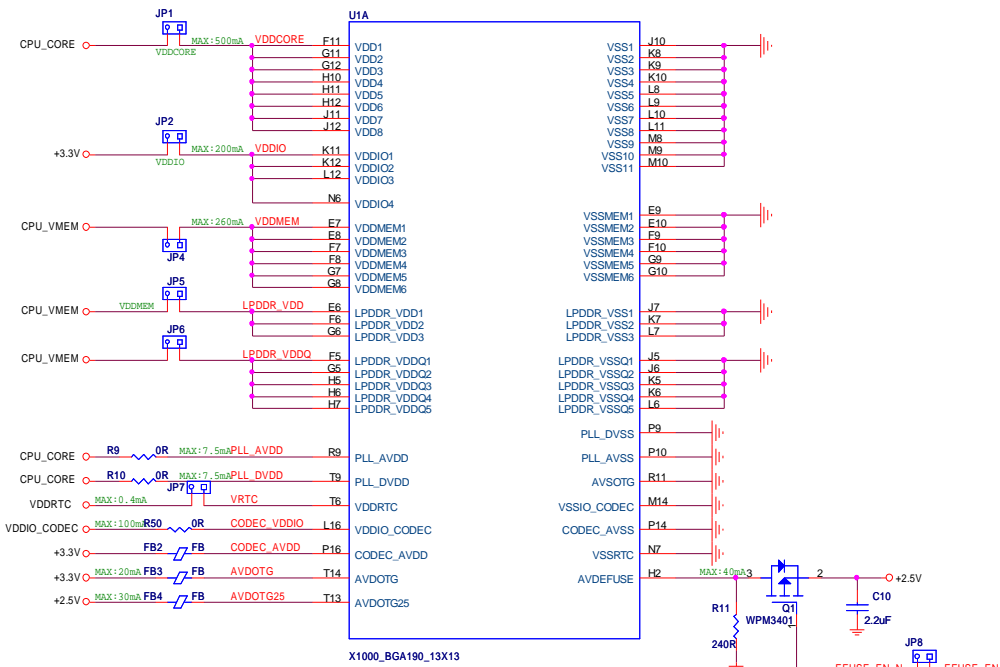 JP1
U1A
CPU_CORE MAX:500mA VDDCORE F11 VDD1 VSS1 J10
VDDCORE G11 VDD2 VSS2 K8
G12 VDD3 VSS3 K9
H10 VDD4 VSS4 K10
H11 VDD5 VSS5 L8
H12 VDD6 VSS6 L9
J11 VDD7 VSS7 L10
J12 VDD8 VSS8 L11
VSS9 M8
JP2
+3.3V MAX:200mA VDDIO K11 VDDIO1 VSS10 M9
VDDIO K12 VDDIO2 VSS11 M10
L12 VDDIO3
N6 VDDIO4
VSSMEM1 E9
CPU_VMEM MAX:260mA VDDMEM E7 VDDMEM1 VSSMEM2 E10
JP4 E8 VDDMEM2 VSSMEM3 F9
F7 VDDMEM3 VSSMEM4 F10
F8 VDDMEM4 VSSMEM5 G9
G7 VDDMEM5 VSSMEM6 G10
G8 VDDMEM6
JP5
CPU_VMEM VDDMEM LPDDR_VDD E6 LPDDR_VDD1 LPDDR_VSS1 J7
F6 LPDDR_VDD2 LPDDR_VSS2 K7
JP6 G6 LPDDR_VDD3 LPDDR_VSS3 L7
CPU_VMEM LPDDR_VDDQ F5 LPDDR_VDDQ1 LPDDR_VSSQ1 J5
G5 LPDDR_VDDQ2 LPDDR_VSSQ2 J6
H5 LPDDR_VDDQ3 LPDDR_VSSQ3 K5
H6 LPDDR_VDDQ4 LPDDR_VSSQ4 K6
H7 LPDDR_VDDQ5 LPDDR_VSSQ5 L6
PLL_DVSS P9
CPU_CORE R9 0R MAX:7.5mA PLL_AVDD R9 PLL_AVDD PLL_AVSS P10
CPU_CORE R10 0R MAX:7.5mA PLL_DVDD T9 PLL_DVDD AVSOTG R11
JP7
VDDRTC MAX:0.4mA VRTC T6 VDDRTC VSSIO_CODEC M14
VDDIO_CODEC MAX:100mA R50 0R CODEC_VDDIO L16 VDDIO_CODEC CODEC_AVSS P14
+3.3V FB2 FB CODEC_AVDD P16 CODEC_AVDD VSSRTC N7
+3.3V MAX:20mA FB3 FB AVDOTG T14 AVDOTG AVDEFUSE H2 MAX:40mA 3 2 +2.5V
+2.5V MAX:30mA FB4 FB AVDOTG25 T13 AVDOTG25
C10
R11 Q1
WPM3401 1 2.2uF
240R
JP8
X1000_BGA190_13X13
EFUSE_EN_N EFUSE_EN